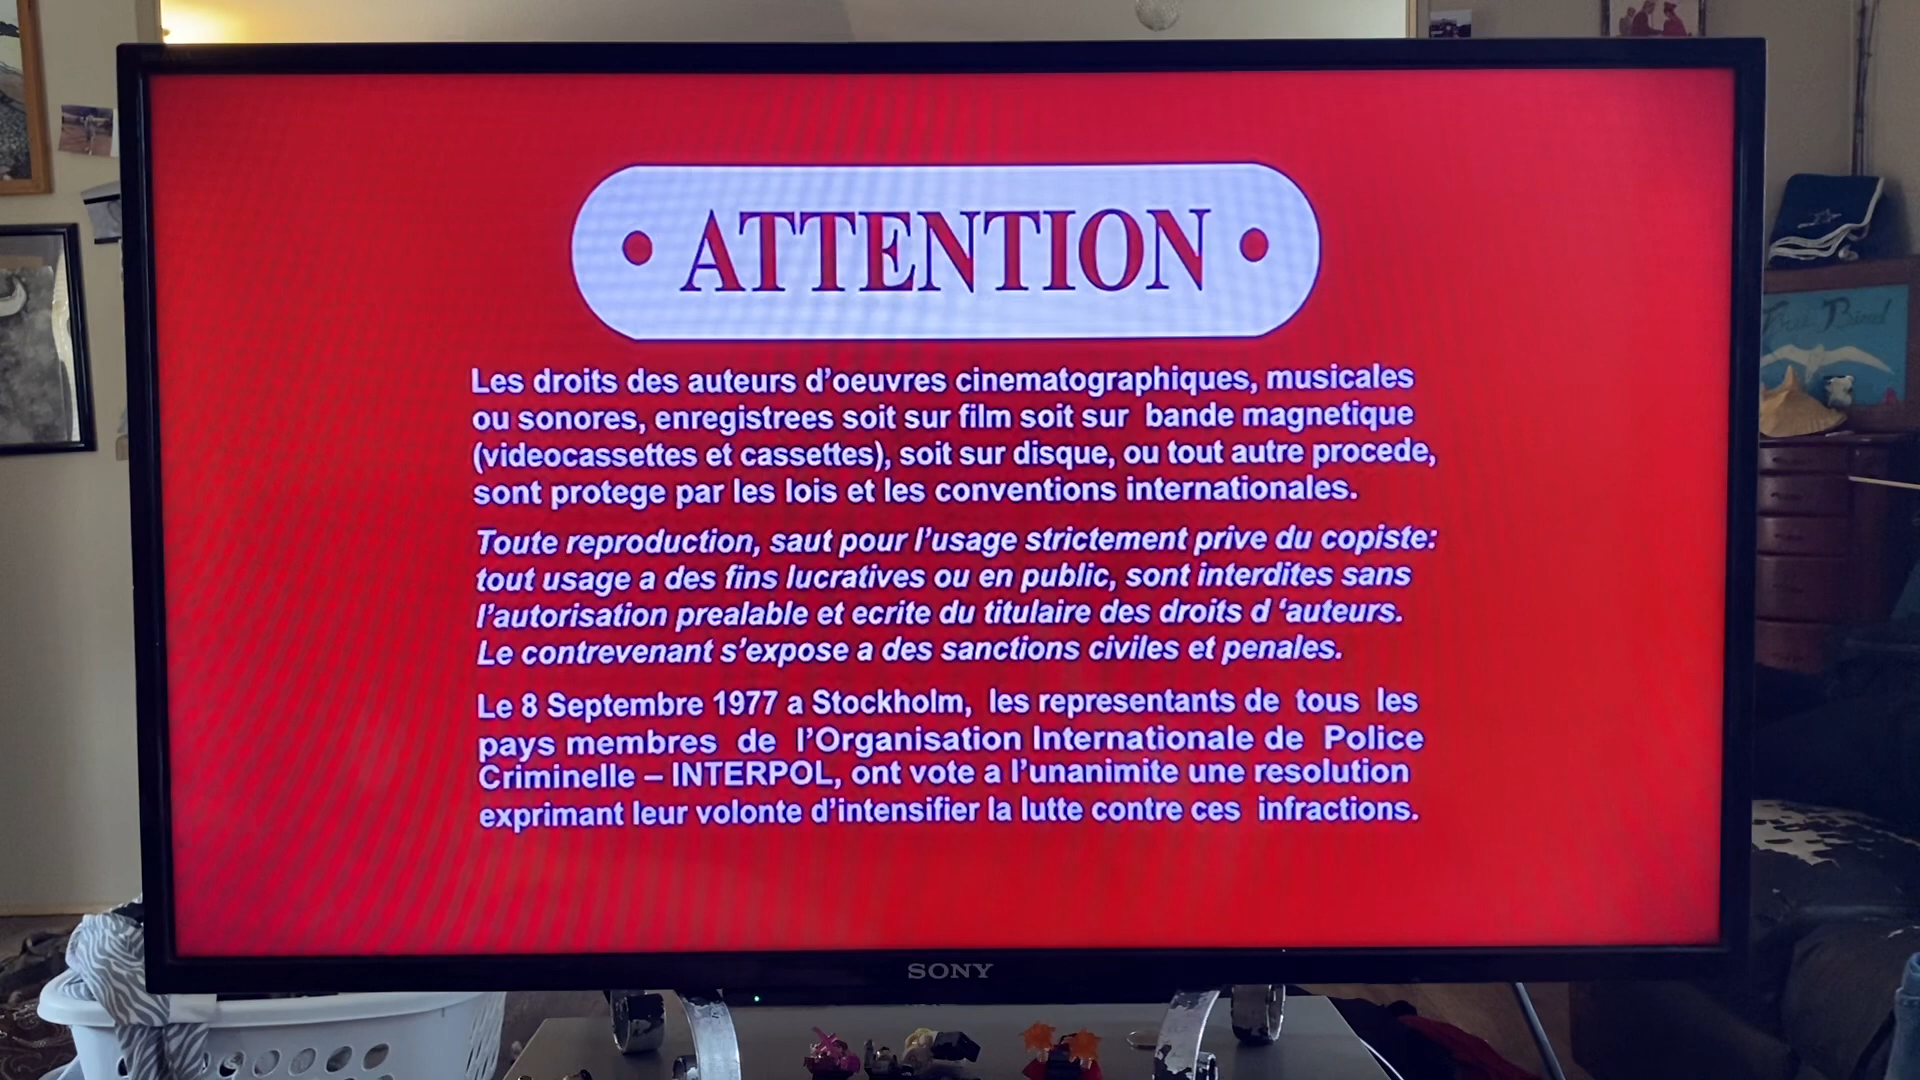 • ATTENTION •
Les droits des auteurs d’oeuvres cinematographiques, musicales
ou sonores, enregistrees soit sur film soit sur bande magnetique
(videocassettes et cassettes), soit sur disque, ou tout autre procede,
sont protege par les lois et les conventions internationales.
Toute reproduction, saut pour l’usage strictement prive du copiste:
tout usage a des fins lucratives ou en public, sont interdites sans
l’autorisation prealable et ecrite du titulaire des droits d ‘auteurs.
Le contrevenant s’expose a des sanctions civiles et penales.
Le 8 Septembre 1977 a Stockholm, les representants de tous les
pays membres de l’Organisation Internationale de Police
Criminelle – INTERPOL, ont vote a l’unanimite une resolution
exprimant leur volonte d’intensifier la lutte contre ces infractions.
SONY